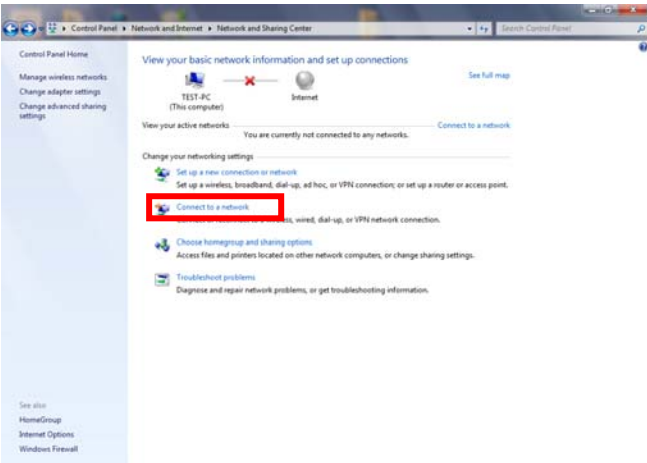 Control Panel ▸ Network and Internet ▸ Network and Sharing Center
Search Control Panel
Control Panel Home
Manage wireless networks
Change adapter settings
Change advanced sharing
settings
View your basic network information and set up connections
See full map
TEST-PC
(This computer)
Internet
View your active networks
Connect to a network
You are currently not connected to any networks.
Change your networking settings
Set up a new connection or network
Set up a wireless, broadband, dial-up, ad hoc, or VPN connection; or set up a router or access point.
Connect to a network
wired, dial-up, or VPN network connection.
Choose homegroup and sharing options
Access files and printers located on other network computers, or change sharing settings.
Troubleshoot problems
Diagnose and repair network problems, or get troubleshooting information.
See also
HomeGroup
Internet Options
Windows Firewall